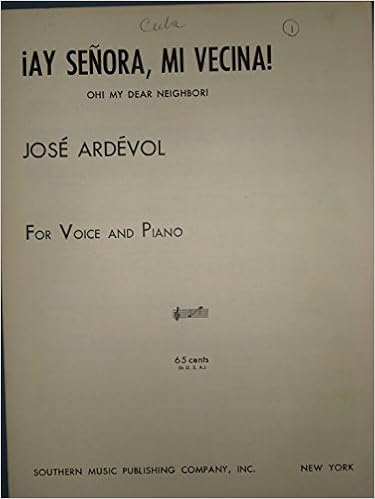 Cuba
1
¡AY SEÑORA, MI VECINA!
OH! MY DEAR NEIGHBOR!
JOSÉ ARDÉVOL
FOR VOICE AND PIANO
65 cents
(in U. S. A.)
SOUTHERN MUSIC PUBLISHING COMPANY, INC. NEW YORK